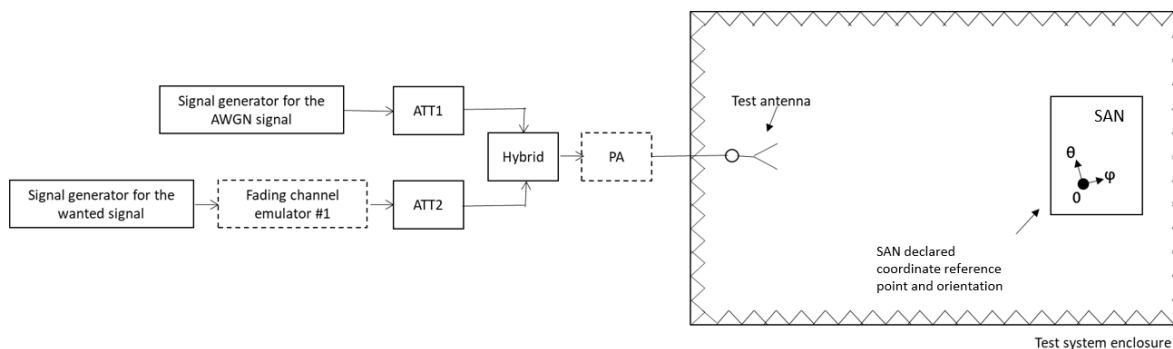 Signal generator for the
AWGN signal
ATT1
Hybrid
PA
Signal generator for the
wanted signal
Fading channel
emulator #1
ATT2
Test antenna
SAN
θ
φ
0
SAN declared
coordinate reference
point and orientation
Test system enclosure